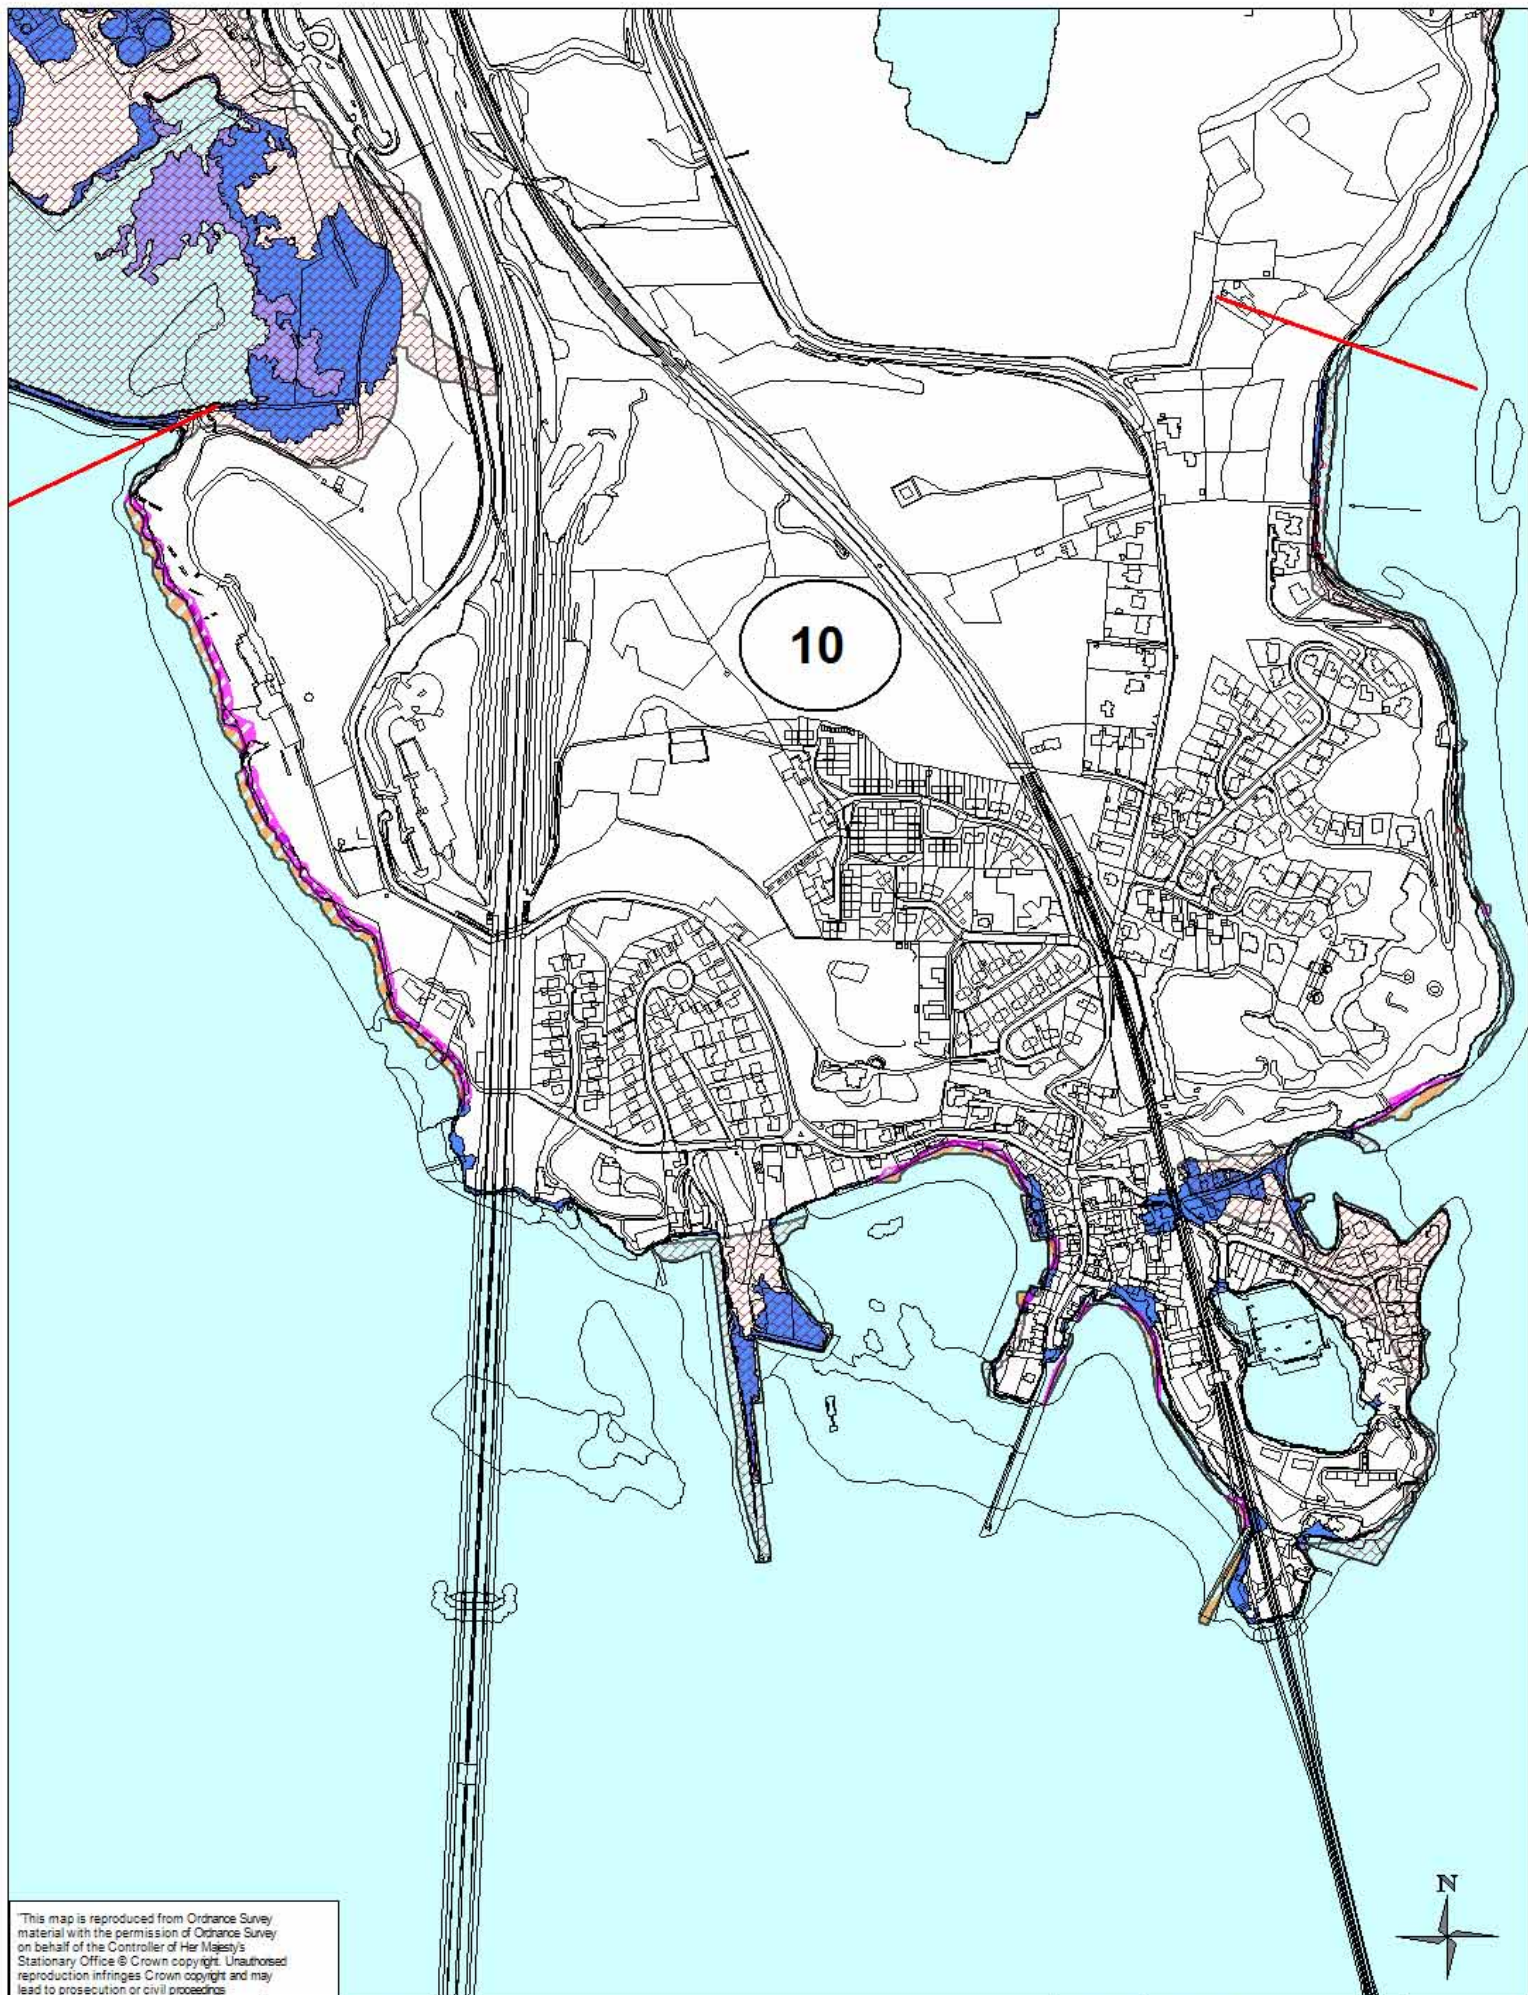 10
N
"This map is reproduced from Ordnance Survey
material with the permission of Ordnance Survey
on behalf of the Controller of Her Majesty's
Stationary Office © Crown copyright. Unauthorised
reproduction infringes Crown copyright and may
lead to prosecution or civil proceedings